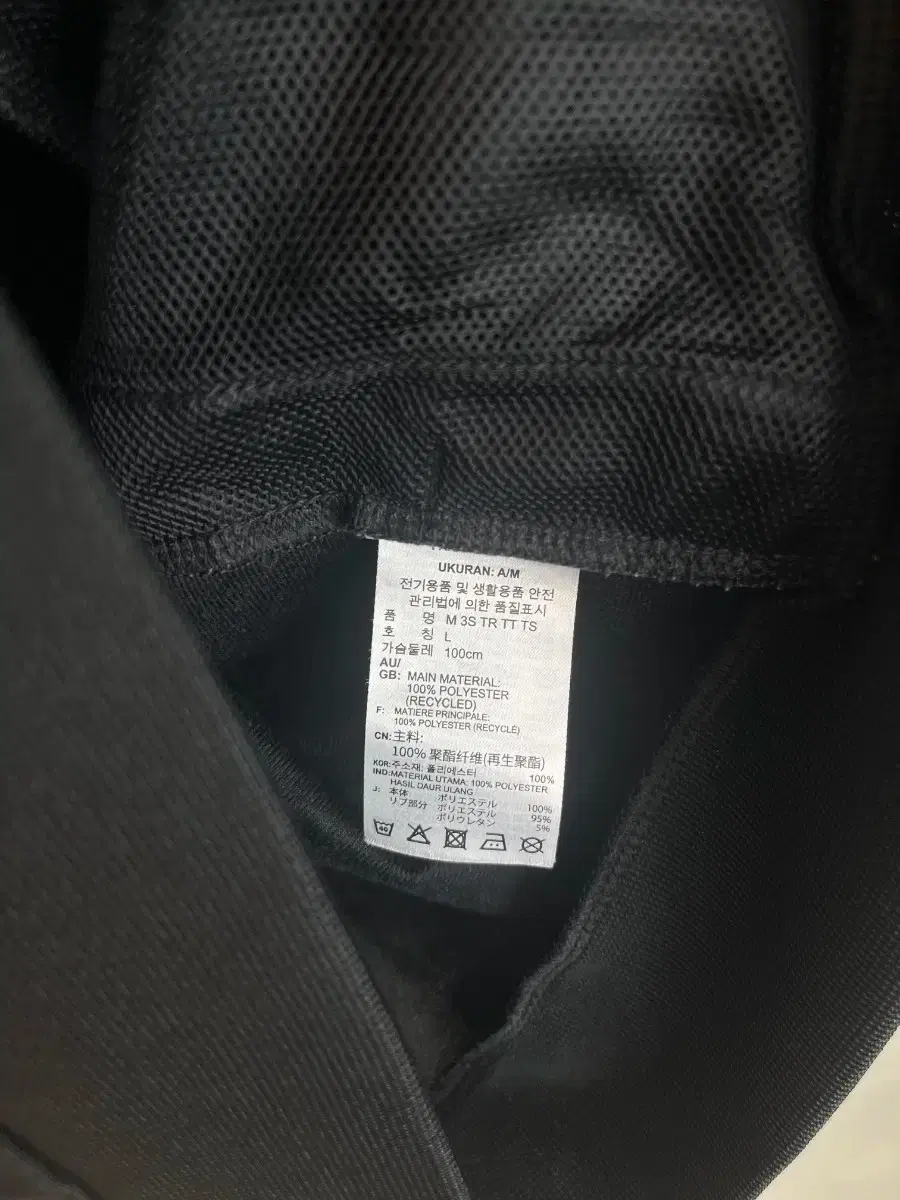 UKURAN: A/M
전기용품 및 생활용품 안전
관리법에 의한 품질표시
품 명 M 3S TR TT TS
호 칭 L
가슴둘레 100cm
AU/
GB: MAIN MATERIAL:
100% POLYESTER
(RECYCLED)
F: MATIERE PRINCIPALE:
100% POLYESTER (RECYCLÉ)
CN: 主料:
100% 聚酯纤维(再生聚酯)
KOR: 주소재: 폴리에스터 100%
IND: MATERIAL UTAMA: 100% POLYESTER
HASIL DAUR ULANG
J: 本体 ポリエステル 100%
リブ部分 ポリエステル 95%
ポリウレタン 5%
40